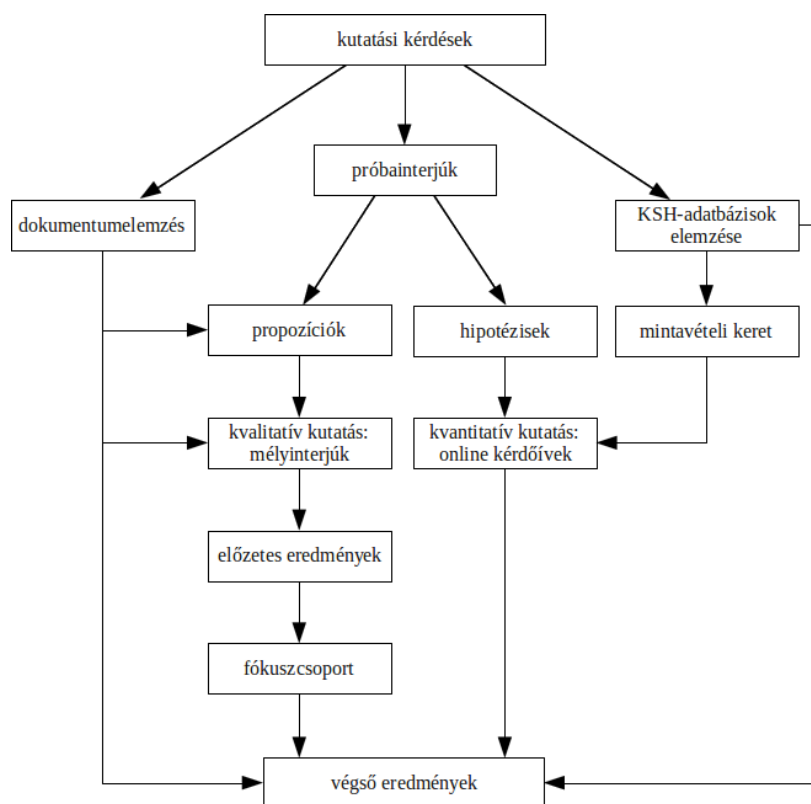 kutatási kérdések
próbainterjúk
dokumentumelemzés
KSH-adatbázisok
elemzése
propozíciók
hipotézisek
mintavételi keret
kvalitatív kutatás:
mélyinterjúk
kvantitatív kutatás:
online kérdőívek
előzetes eredmények
fókuszcsoport
végső eredmények